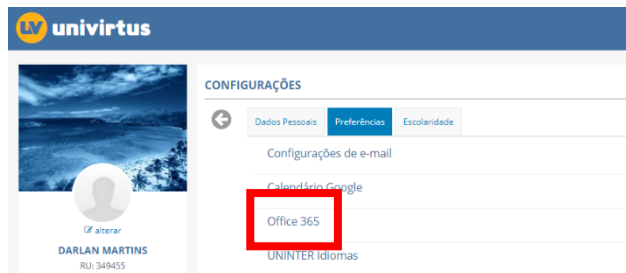 univirtus
CONFIGURAÇÕES
Dados Pessoais Preferências Escolaridade
Configurações de e-mail
Calendário Google
Office 365
UNINTER Idiomas
alterar
DARLAN MARTINS
RU: 349455